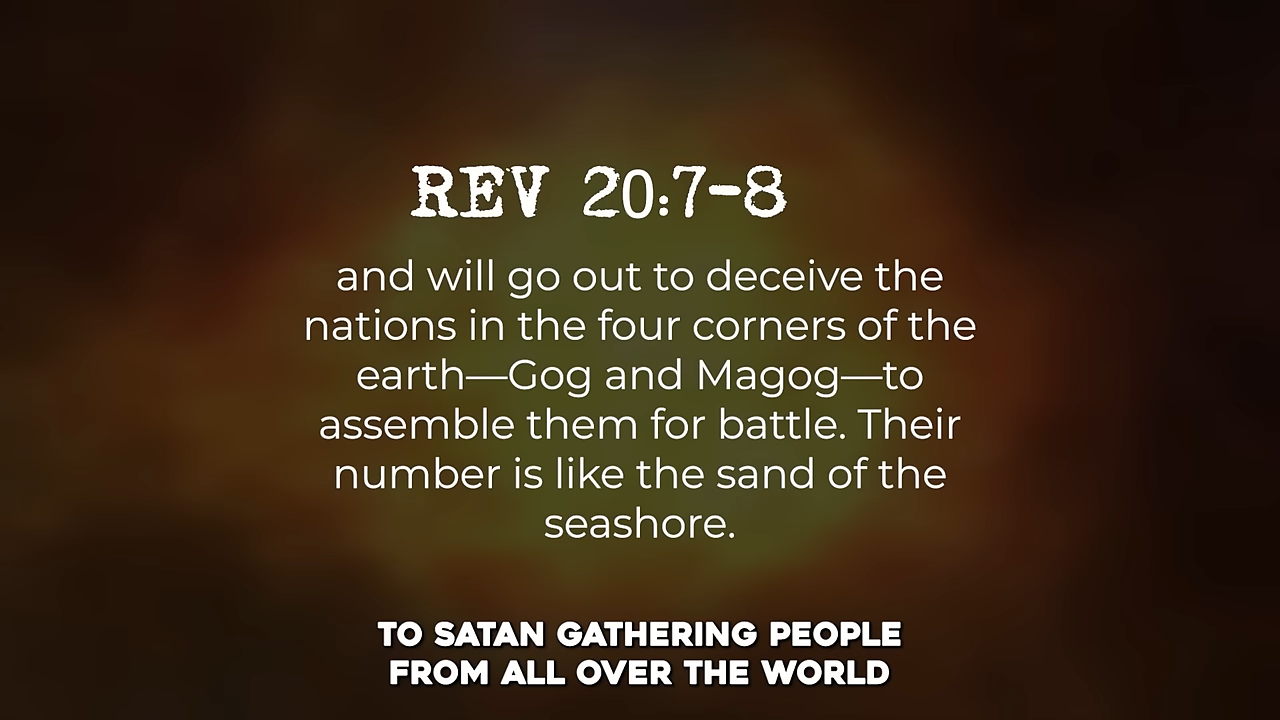 REV 20:7-8
and will go out to deceive the
nations in the four corners of the
earth—Gog and Magog—to
assemble them for battle. Their
number is like the sand of the
seashore.
TO SATAN GATHERING PEOPLE
FROM ALL OVER THE WORLD